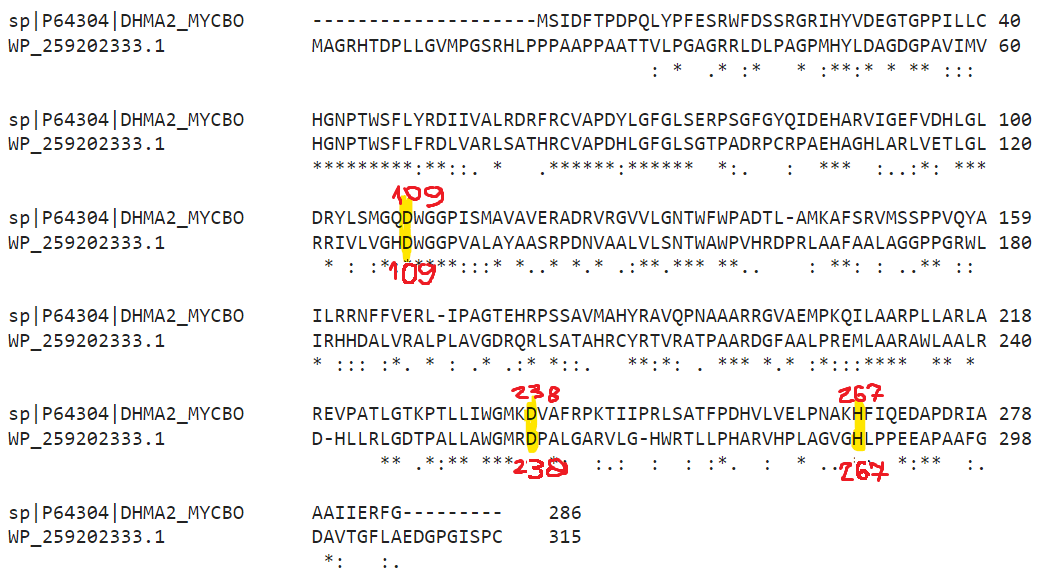 sp|P64304|DHMA2_MYCBO --------------------MSIDFTPDPQLYPFESRWFDSSRGRIHYVDEGTGPPILLC 40
WP_259202333.1 MAGRHTDPLLGVMPGSRHLPPPAAPPAATTVLPGAGRRLDLPAGPMHYLDAGDGPAVIMV 60
: * .* :* * :**:* * ** :::
sp|P64304|DHMA2_MYCBO HGNPTWSFLYRDIIVALRDRFRCVAPDYLGFGLSERPSGFGYQIDEHARVIGEFVDHLGL 100
WP_259202333.1 HGNPTWSFLFRDLVARLSATHRCVAPDHLGFGLSGTPADRPCRPAEHAGHLARLVETLGL 120
*********:**::. * .******:****** *:. : *** :..:*: ***
109
sp|P64304|DHMA2_MYCBO DRYLSMGQDWGGPISMAVAVERADRVRGVVLGNTWFWPADTL-AMKAFSRVMSSPPVQYA 159
WP_259202333.1 RRIVLVGHDWGGPVALAYAASRPDNVAALVLSNTWAWPVHRDPRLAAFAALAGGPPGRWL 180
* : :*:*****:::* *..* *.* .:**.*** **.. : **: : ..** ::
109
sp|P64304|DHMA2_MYCBO ILRRNFFVERL-IPAGTEHRPSSAVMAHYRAVQPNAAARRGVAEMPKQILAARPLLARLA 218
WP_259202333.1 IRHHDALVRALPLAVGDRQRLSATAHRCYRTVRATPAARDGFAALPREMLAARAWLAALR 240
* ::: :*. * : .* .:* *::. **:*: . *** *.* :*:::**** ** *
238 267
sp|P64304|DHMA2_MYCBO REVPATLGTKPTLLIWGMKDVAFRPKTIIPRLSATFPDHVLVELPNAKHFIQEDAPDRIA 278
WP_259202333.1 D-HLLRLGDTPALLAWGMRDPALGARVLG-HWRTLLPHARVHPLAGVGHLPPEEAPAAFG 298
** .*:** ***:* *: .:.: : : :*. : * ..*: *:** :.
238 267
sp|P64304|DHMA2_MYCBO AAIIERFG--------- 286
WP_259202333.1 DAVTGFLAEDGPGISPC 315
*: :.